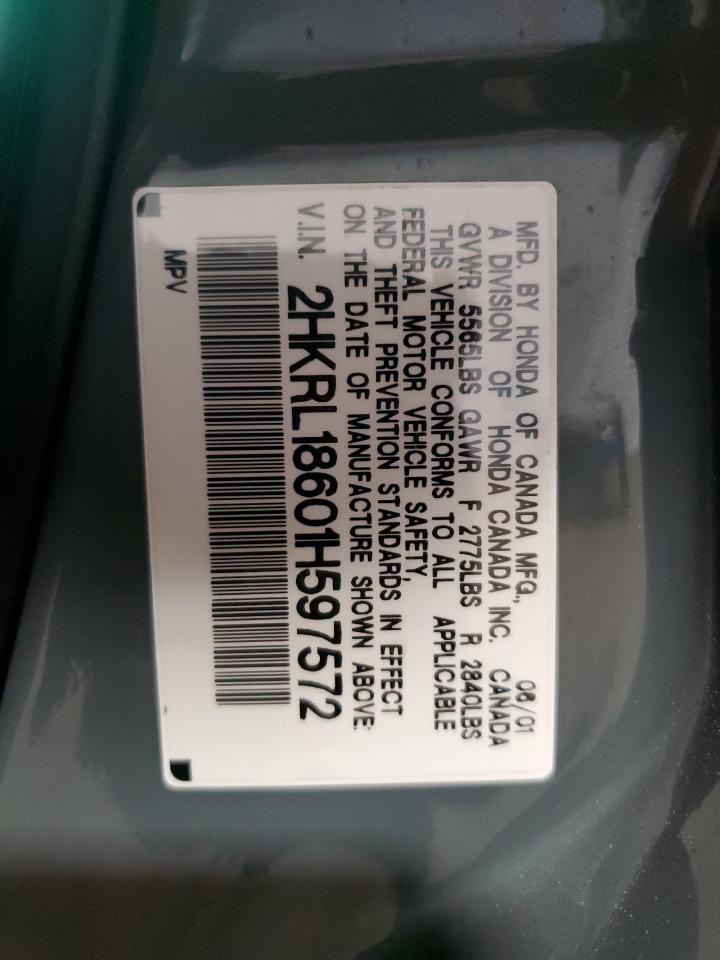 MFD. BY HONDA OF CANADA MFG., 06/01
A DIVISION OF HONDA CANADA INC. CANADA
GVWR 5565LBS GAWR F 2775LBS R 2840LBS
THIS VEHICLE CONFORMS TO ALL APPLICABLE
FEDERAL MOTOR VEHICLE SAFETY,
AND THEFT PREVENTION STANDARDS IN EFFECT
ON THE DATE OF MANUFACTURE SHOWN ABOVE:
V.I.N. 2HKRL18601H597572
MPV